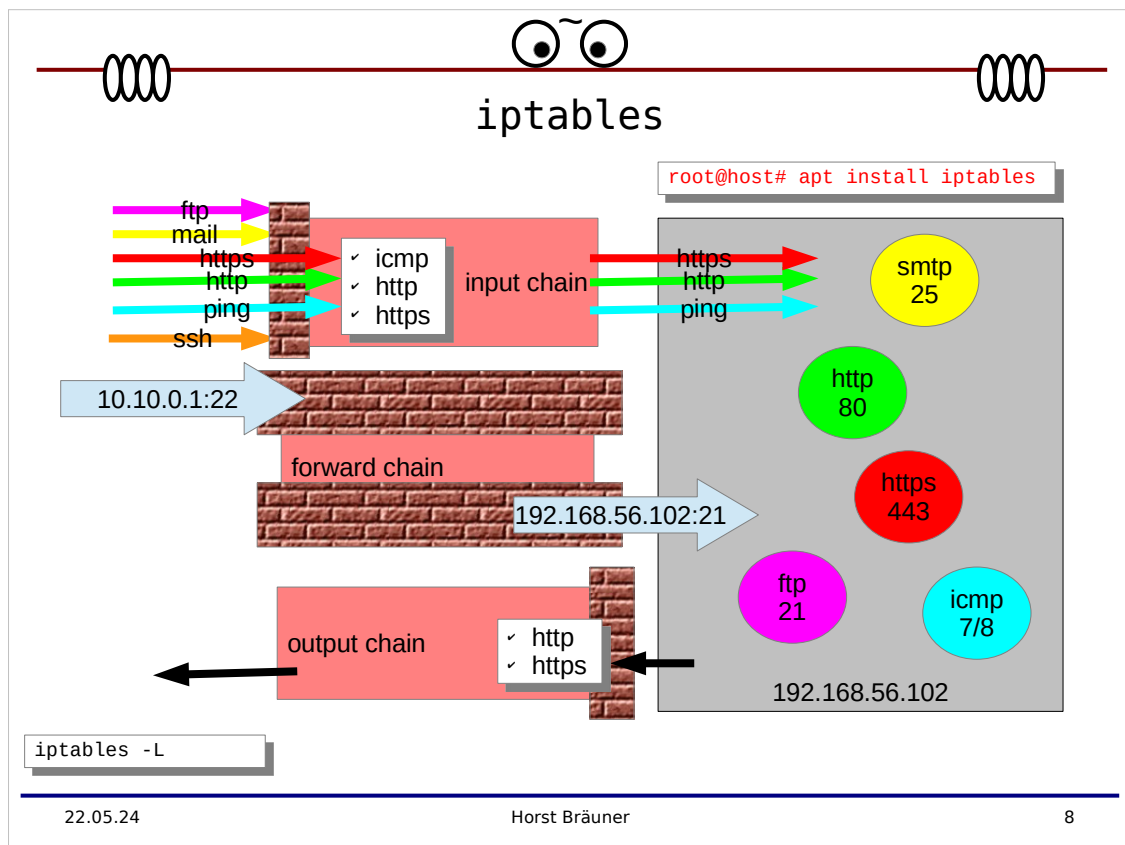 ~
iptables
root@host# apt install iptables
ftp
mail
https
http
ping
ssh
✔ icmp
✔ http
✔ https
input chain
https
http
ping
smtp
25
http
80
https
443
ftp
21
icmp
7/8
192.168.56.102
10.10.0.1:22
forward chain
192.168.56.102:21
output chain
✔ http
✔ https
iptables -L
22.05.24
Horst Bräuner
8